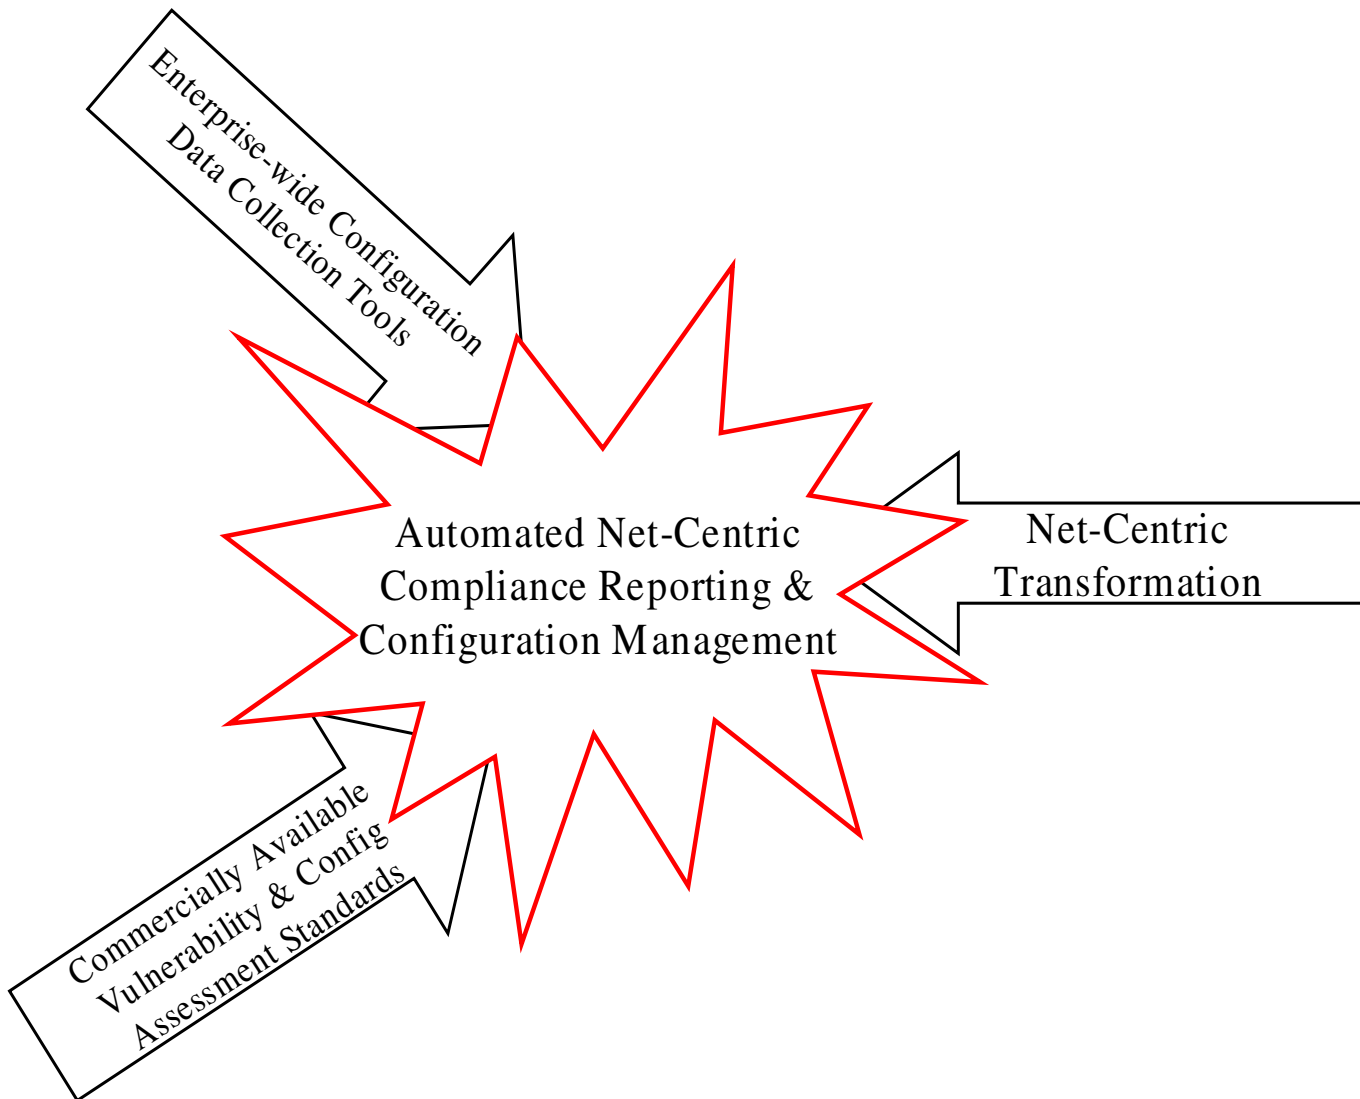 Enterprise-wide Configuration
Data Collection Tools
Automated Net-Centric
Compliance Reporting &
Configuration Management
Net-Centric
Transformation
Commercially Available
Vulnerability & Config
Assessment Standards